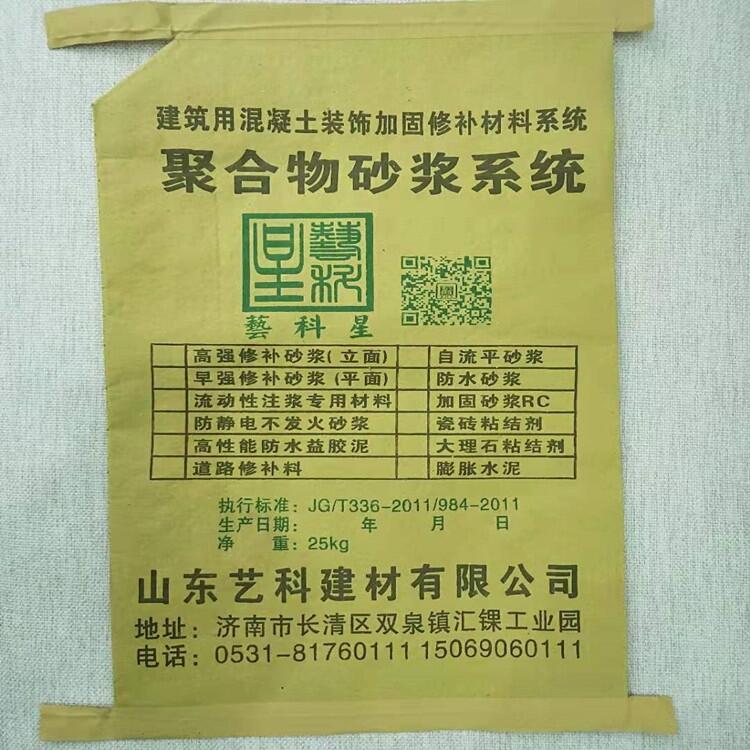 建筑用混凝土装饰加固修补材料系统
聚合物砂浆系统
星 藝科
藝科星
高强修补砂浆(立面) 自流平砂浆
早强修补砂浆(平面) 防水砂浆
流动性注浆专用材料 加固砂浆RC
防静电不发火砂浆 瓷砖粘结剂
高性能防水益胶泥 大理石粘结剂
道路修补料 膨胀水泥
执行标准：JG/T336-2011/984-2011
生产日期： 年 月 日
净 重：25kg
山东艺科建材有限公司
地址：济南市长清区双泉镇汇锞工业园
电话：0531-81760111 15069060111